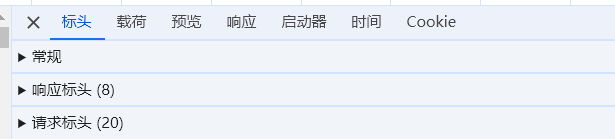 标头 载荷 预览 响应 启动器 时间 Cookie
常规
响应标头 (8)
请求标头 (20)